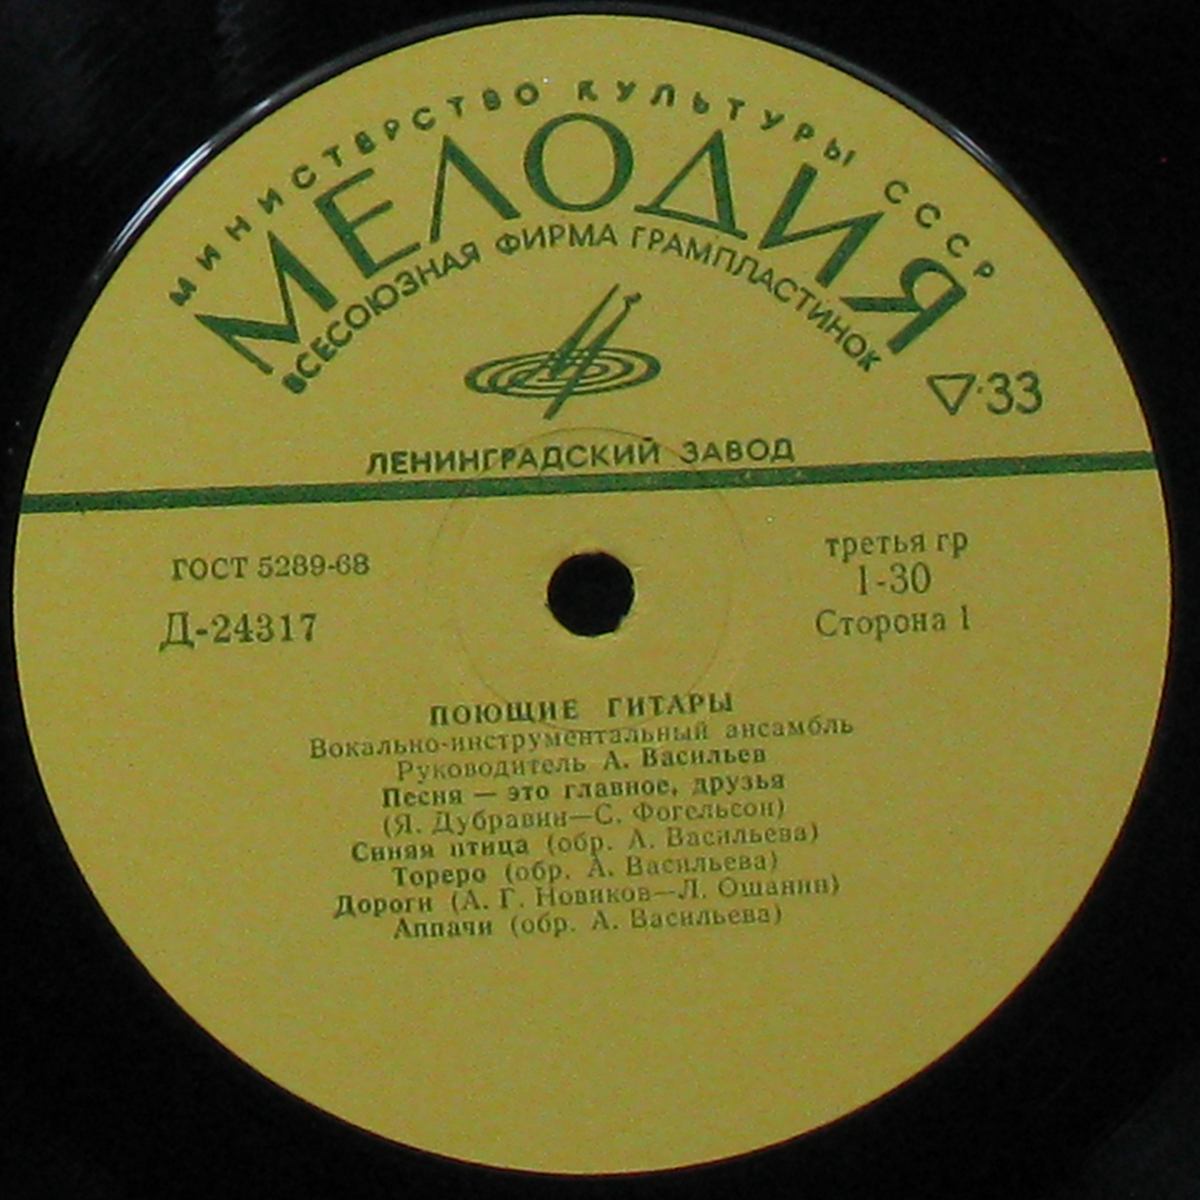 МИНИСТЕРСТВО КУЛЬТУРЫ СССР
МЕЛОДИЯ
ВСЕСОЮЗНАЯ ФИРМА ГРАМПЛАСТИНОК
33
ЛЕНИНГРАДСКИЙ ЗАВОД
ГОСТ 5289-68
Д-24317
третья гр
1-30
Сторона 1
ПОЮЩИЕ ГИТАРЫ
Вокально-инструментальный ансамбль
Руководитель А. Васильев
Песня — это главное, друзья
(Я. Дубравин—С. Фогельсон)
Синяя птица (обр. А. Васильева)
Тореро (обр. А. Васильева)
Дороги (А. Г. Новиков—Л. Ошанин)
Аппачи (обр. А. Васильева)